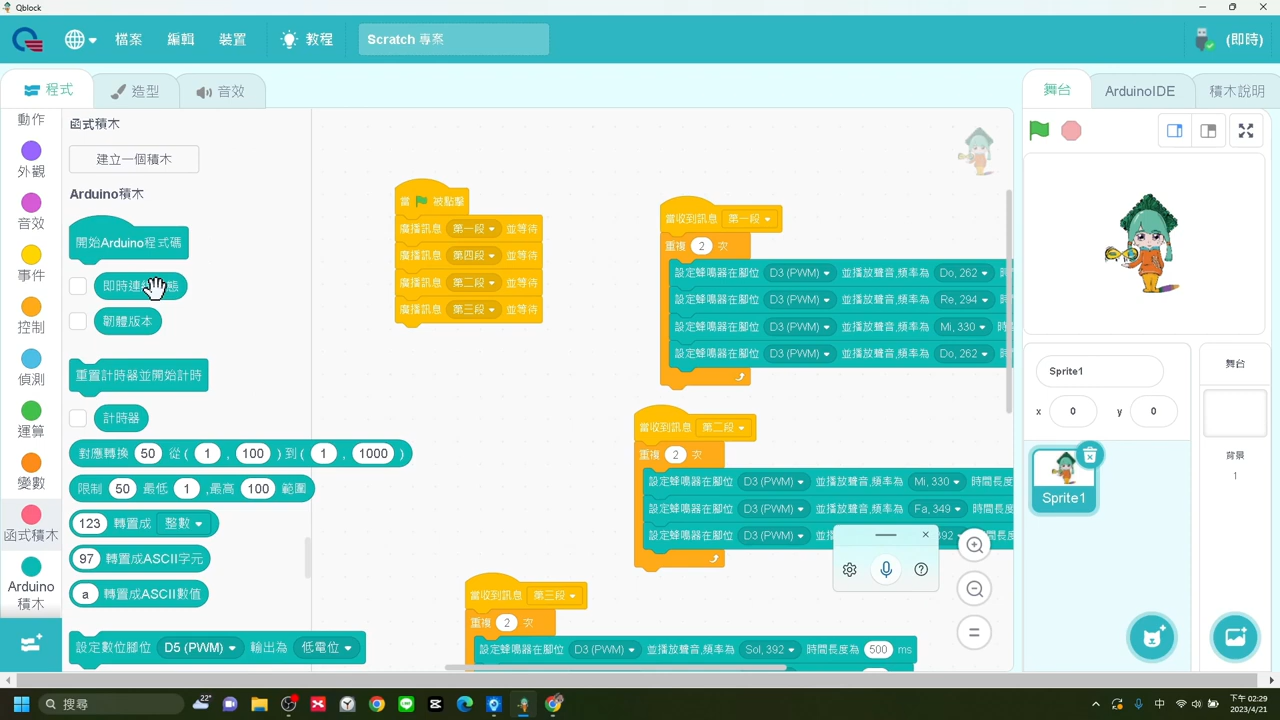 Qblock
檔案 編輯 裝置 教程 Scratch 專案 (即時)
程式 造型 音效 舞台 ArduinoIDE 積木說明
動作
外觀
音效
事件
控制
偵測
運算
變數
函式積木
Arduino
積木
函式積木
建立一個積木
Arduino積木
開始Arduino程式碼
即時連 態
韌體版本
重置計時器並開始計時
計時器
對應轉換 50 從 ( 1 , 100 ) 到 ( 1 , 1000 )
限制 50 最低 1 ,最高 100 範圍
123 轉置成 整數
97 轉置成ASCII字元
a 轉置成ASCII數值
設定數位腳位 D5 (PWM) 輸出為 低電位
當 被點擊
廣播訊息 第一段 並等待
廣播訊息 第四段 並等待
廣播訊息 第二段 並等待
廣播訊息 第三段 並等待
當收到訊息 第一段
重複 2 次
設定蜂鳴器在腳位 D3 (PWM) 並播放聲音,頻率為 Do, 262 時
設定蜂鳴器在腳位 D3 (PWM) 並播放聲音,頻率為 Re, 294 時
設定蜂鳴器在腳位 D3 (PWM) 並播放聲音,頻率為 Mi, 330 時
設定蜂鳴器在腳位 D3 (PWM) 並播放聲音,頻率為 Do, 262 時
當收到訊息 第二段
重複 2 次
設定蜂鳴器在腳位 D3 (PWM) 並播放聲音,頻率為 Mi, 330 時間長度
設定蜂鳴器在腳位 D3 (PWM) 並播放聲音,頻率為 Fa, 349 時間長度
設定蜂鳴器在腳位 D3 (PWM) 392 時間長度
當收到訊息 第三段
重複 2 次
設定蜂鳴器在腳位 D3 (PWM) 並播放聲音,頻率為 Sol, 392 時間長度為 500 ms
Sprite1
x 0 y 0
Sprite1
舞台
背景
1
搜尋
22°
中
下午 02:29
2023/4/21